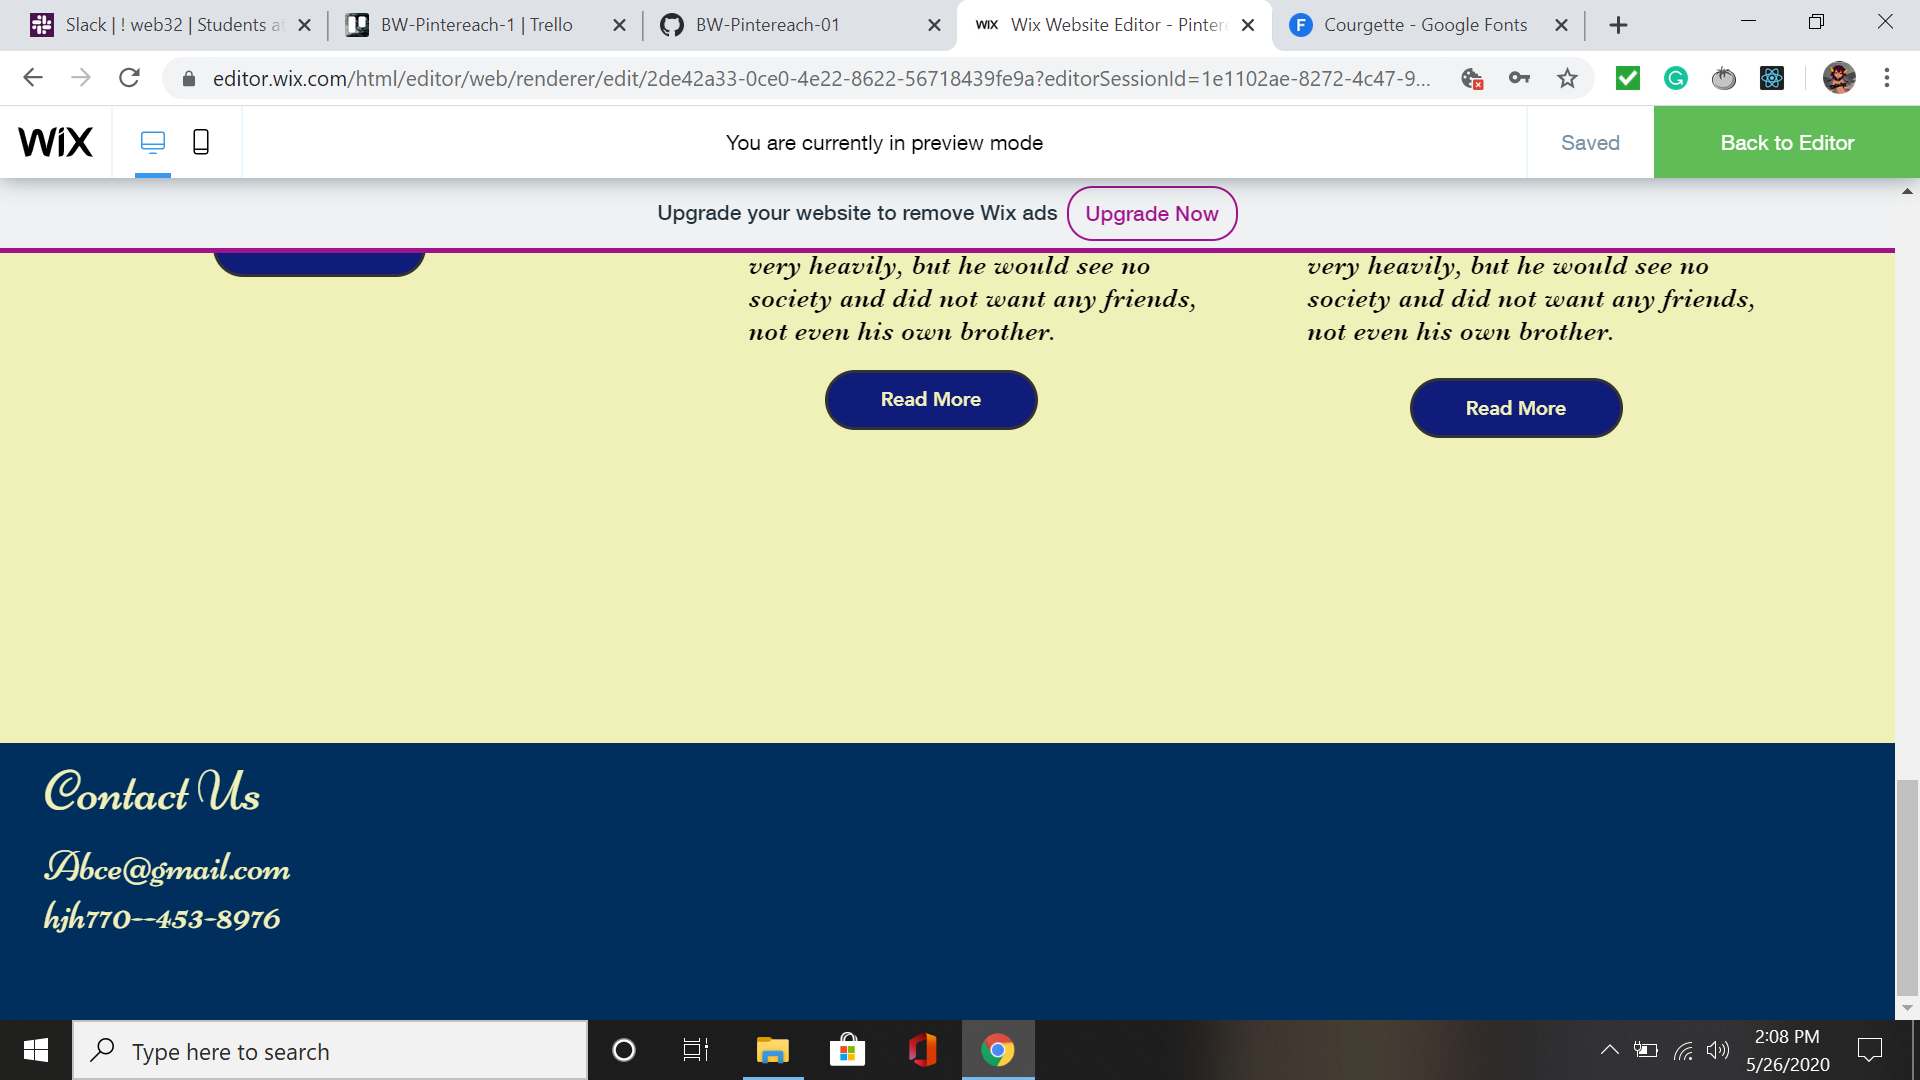 Slack | ! web32 | Students at
BW-Pintereach-1 | Trello
BW-Pintereach-01
WIX Wix Website Editor - Pintere
F Courgette - Google Fonts
editor.wix.com/html/editor/web/renderer/edit/2de42a33-0ce0-4e22-8622-56718439fe9a?editorSessionId=1e1102ae-8272-4c47-9...
WiX
You are currently in preview mode
Saved
Back to Editor
Upgrade your website to remove Wix ads
Upgrade Now
very heavily, but he would see no
society and did not want any friends,
not even his own brother.
Read More
very heavily, but he would see no
society and did not want any friends,
not even his own brother.
Read More
Contact Us
Abce@gmail.com
hjh770--453-8976
Type here to search
2:08 PM
5/26/2020